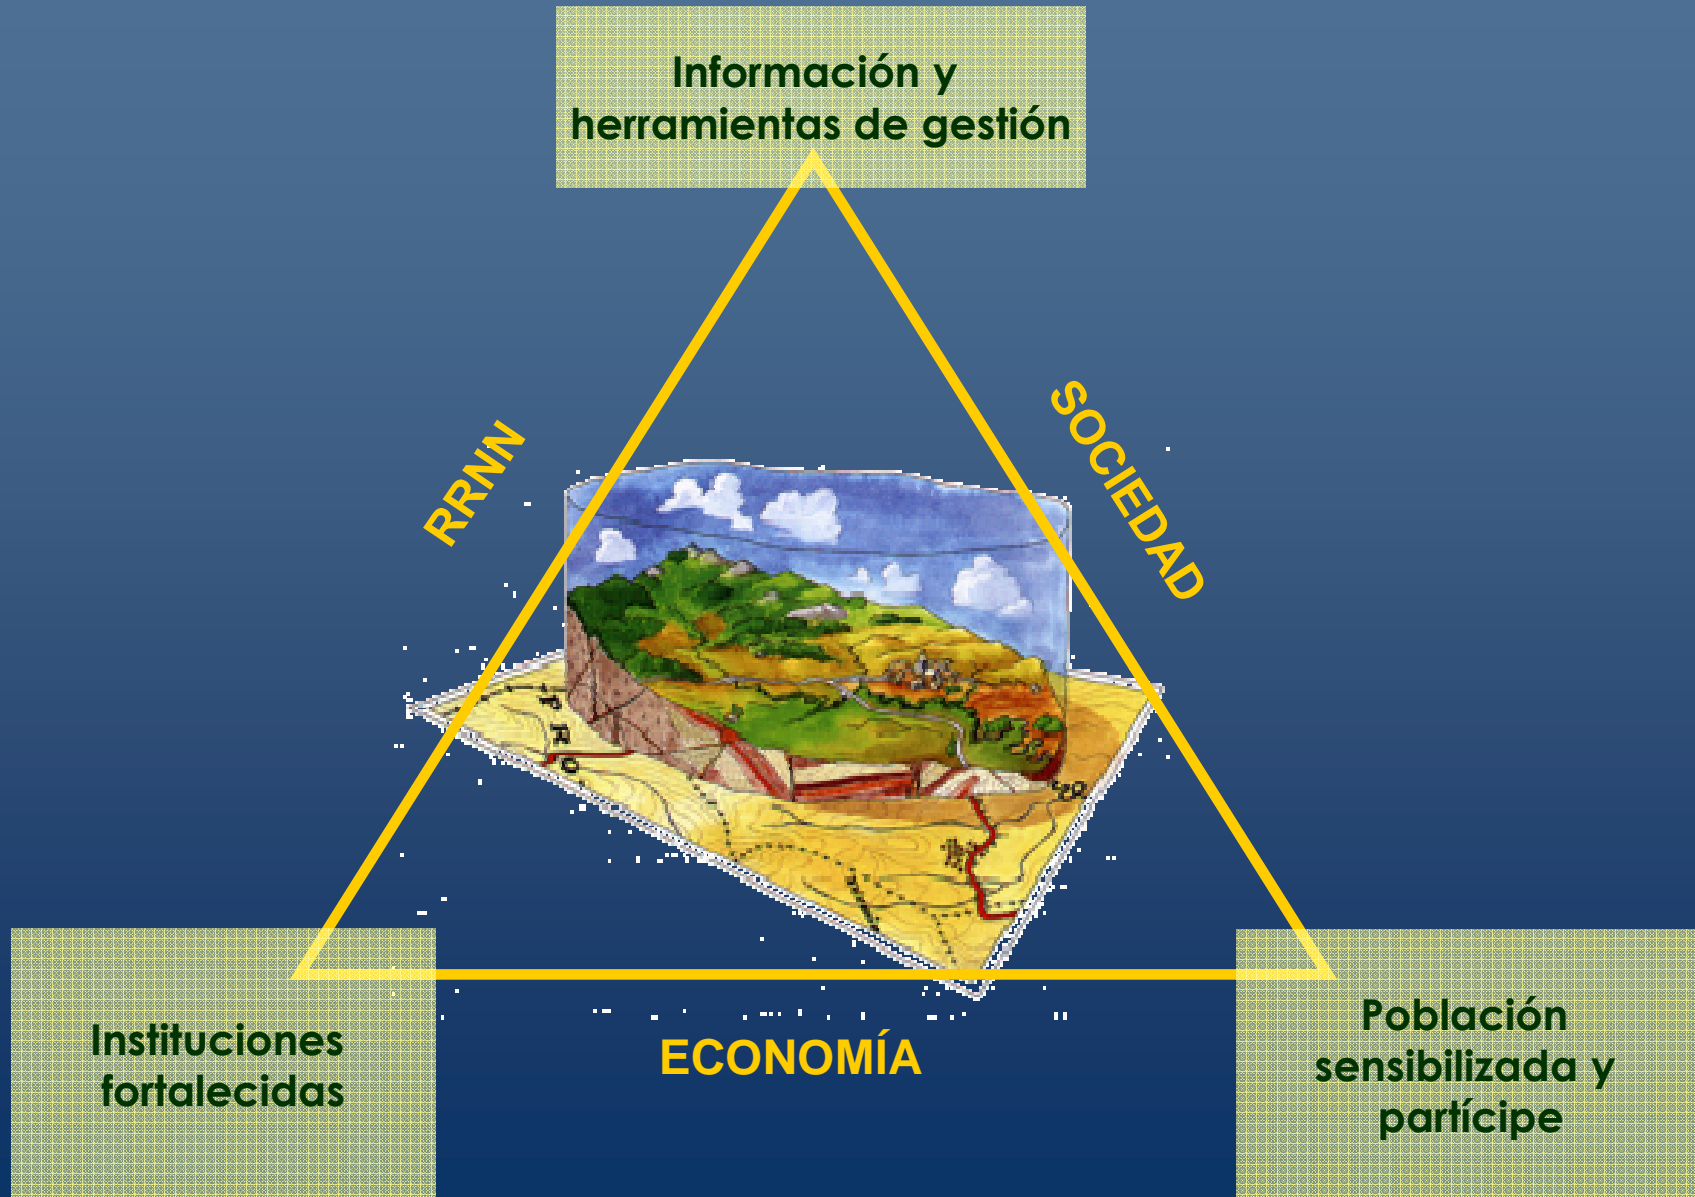 Información y
herramientas de gestión
RRNN
SOCIEDAD
P R O
Instituciones
fortalecidas
ECONOMÍA
Población
sensibilizada y
partícipe